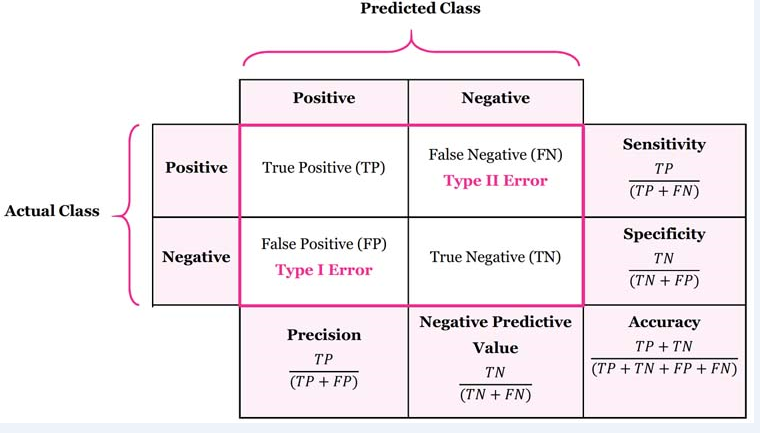 Predicted Class
Positive
Negative
Actual Class
Positive
True Positive (TP)
False Negative (FN)
Type II Error
Sensitivity
TP
(TP + FN)
Negative
False Positive (FP)
Type I Error
True Negative (TN)
Specificity
TN
(TN + FP)
Precision
TP
(TP + FP)
Negative Predictive
Value
TN
(TN + FN)
Accuracy
TP + TN
(TP + TN + FP + FN)